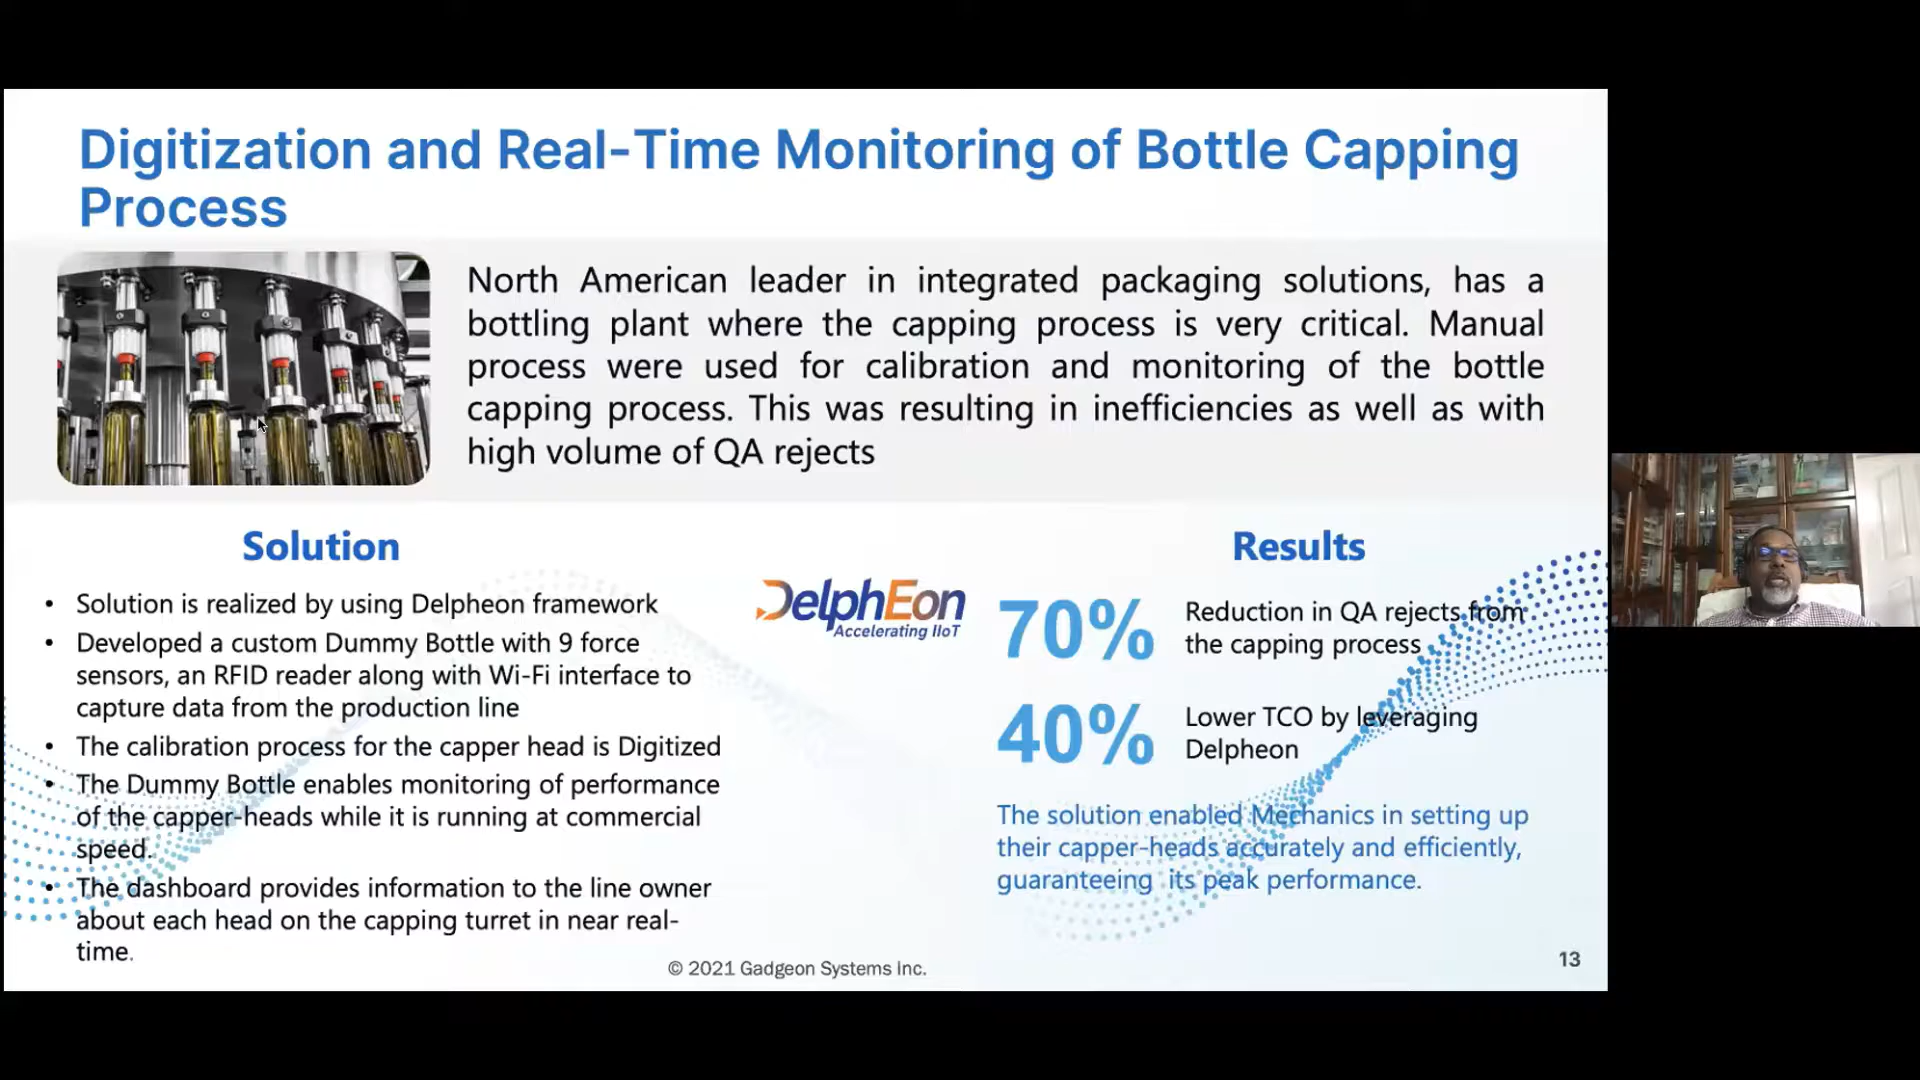 Digitization and Real-Time Monitoring of Bottle Capping
Process
North American leader in integrated packaging solutions, has a
bottling plant where the capping process is very critical. Manual
process were used for calibration and monitoring of the bottle
capping process. This was resulting in inefficiencies as well as with
high volume of QA rejects
Solution
• Solution is realized by using Delpheon framework
• Developed a custom Dummy Bottle with 9 force
sensors, an RFID reader along with Wi-Fi interface to
capture data from the production line
• The calibration process for the capper head is Digitized
• The Dummy Bottle enables monitoring of performance
of the capper-heads while it is running at commercial
speed.
• The dashboard provides information to the line owner
about each head on the capping turret in near real-
time.
DelphEon
Accelerating IIoT
Results
70%
Reduction in QA rejects from
the capping process
40%
Lower TCO by leveraging
Delpheon
The solution enabled Mechanics in setting up
their capper-heads accurately and efficiently,
guaranteeing its peak performance.
© 2021 Gadgeon Systems Inc.
13